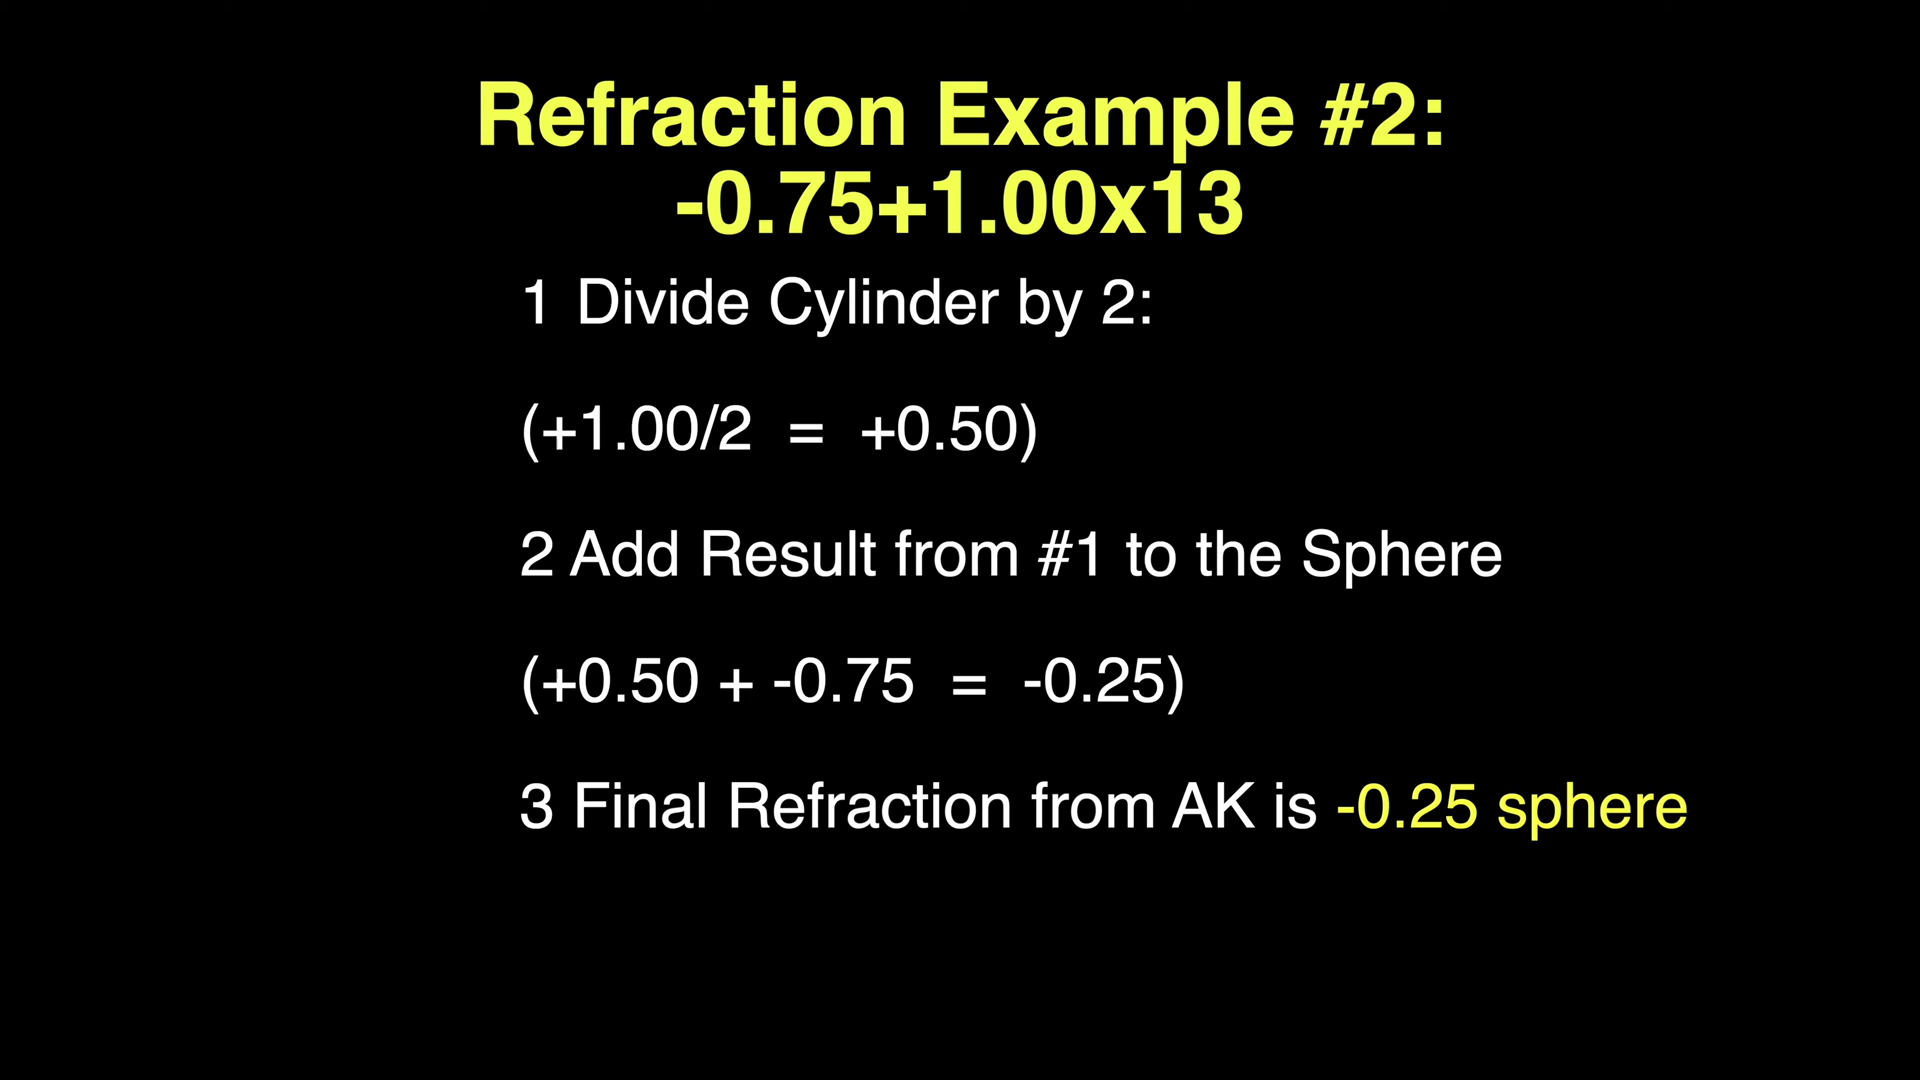 Refraction Example #2:
-0.75+1.00x13
1 Divide Cylinder by 2:
(+1.00/2 = +0.50)
2 Add Result from #1 to the Sphere
(+0.50 + -0.75 = -0.25)
3 Final Refraction from AK is -0.25 sphere